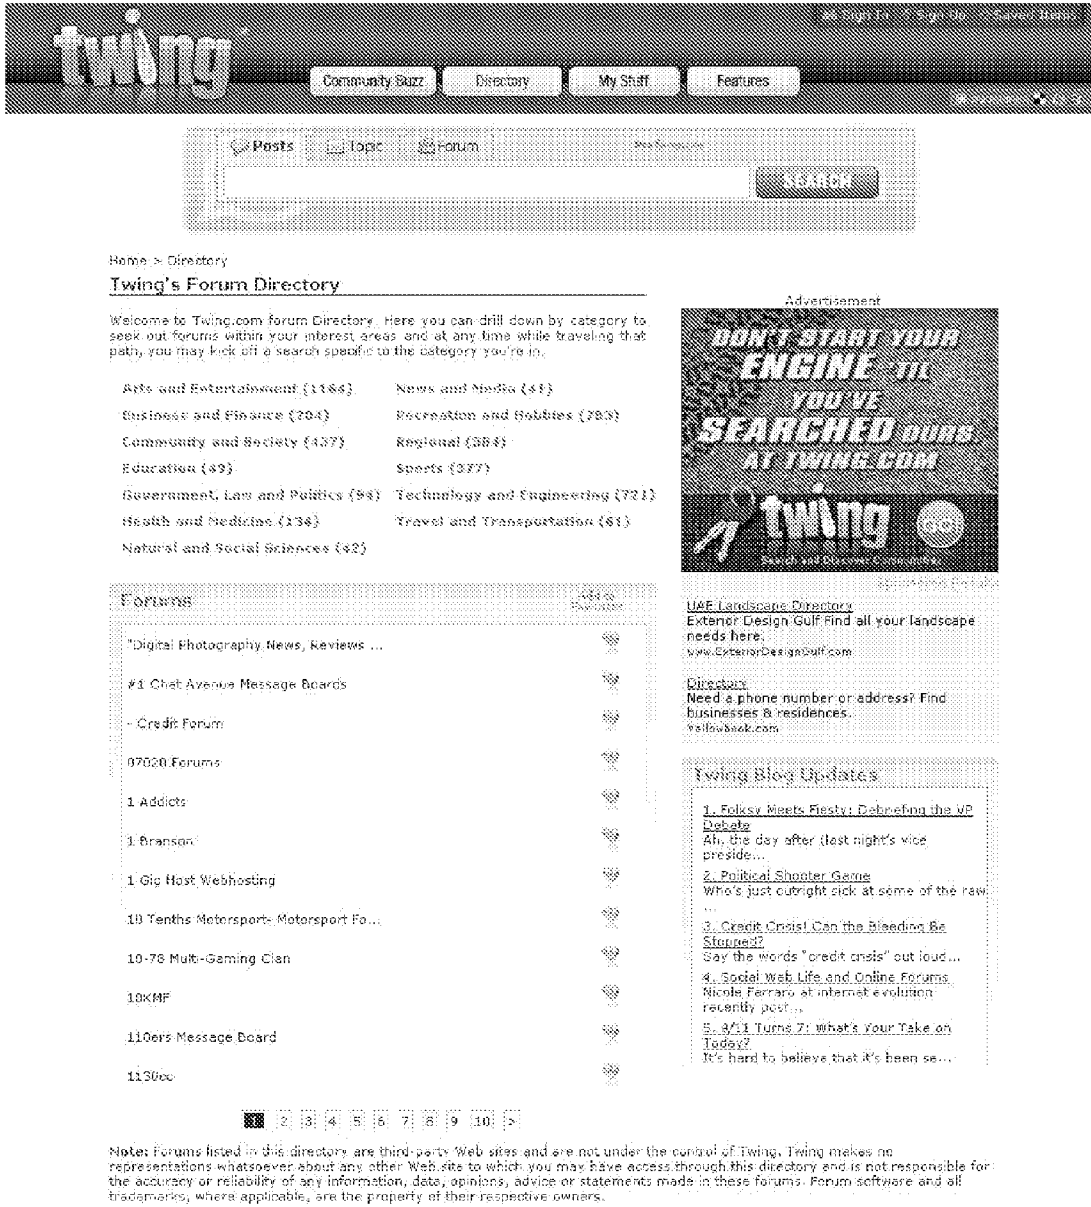 Sign In Sign Up Saved Items
twing
Community Buzz Directory My Stuff Features
Posts Topic Forum
SEARCH
Home > Directory
Twing's Forum Directory
Welcome to Twing.com forum Directory. Here you can drill down by category to
seek out forums within your interest areas and at any time while traveling that
path, you may kick off a search specific to the category you're in.
Arts and Entertainment (1164)
Business and Finance (204)
Community and Society (437)
Education (49)
Government, Law and Politics (94)
Health and Medicine (134)
Natural and Social Sciences (42)
News and Media (41)
Recreation and Hobbies (793)
Regional (384)
Sports (377)
Technology and Engineering (721)
Travel and Transportation (61)
Forums
Add to
"Digital Photography News, Reviews ...
#1 Chat Avenue Message Boards
- Credit Forum
07020 Forums
1 Addicts
1 Branson
1 Gig Host Webhosting
10 Tenths Motorsport- Motorsport Fo...
10-78 Multi-Gaming Clan
10KMF
110ers Message Board
1130cc
1 2 3 4 5 6 7 8 9 10 >
Advertisement
DON'T START YOUR
ENGINE 'TIL
YOU'VE
SEARCHED OURS.
AT TWING.COM
twing GO!
Search and Discover Communities
UAE Landscape Directory
Exterior Design Gulf Find all your landscape
needs here.
www.ExteriorDesignGulf.com
Directory
Need a phone number or address? Find
businesses & residences.
Yellowbook.com
Twing Blog Updates
1. Folksy Meets Fiesty: Debriefing the VP
Debate
Ah, the day after (last night's vice
preside...
2. Political Shooter Game
Who's just outright sick at some of the raw
...
3. Credit Crisis! Can the Bleeding Be
Stopped?
Say the words "credit crisis" out loud...
4. Social Web Life and Online Forums
Nicole Ferraro at internet evolution
recently post...
5. 9/11 Turns 7: What's Your Take on
Today?
It's hard to believe that it's been se...
Note: Forums listed in this directory are third-party Web sites and are not under the control of Twing. Twing makes no
representations whatsoever about any other Web site to which you may have access through this directory and is not responsible for
the accuracy or reliability of any information, data, opinions, advice or statements made in these forums. Forum software and all
trademarks, where applicable, are the property of their respective owners.